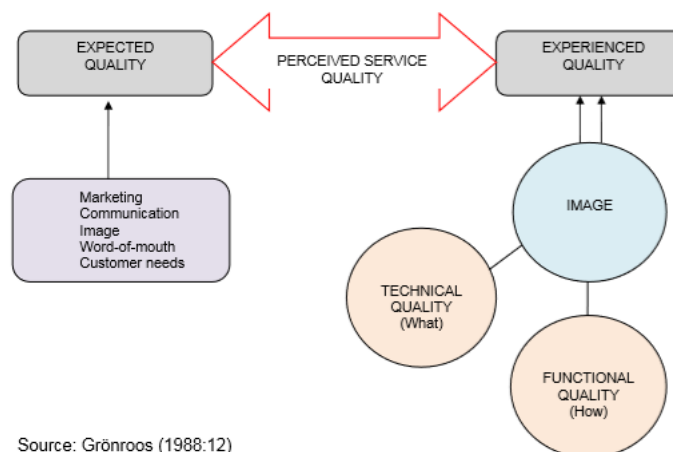 EXPECTED
QUALITY
PERCEIVED SERVICE
QUALITY
EXPERIENCED
QUALITY
Marketing
Communication
Image
Word-of-mouth
Customer needs
IMAGE
TECHNICAL
QUALITY
(What)
FUNCTIONAL
QUALITY
(How)
Source: Grönroos (1988:12)